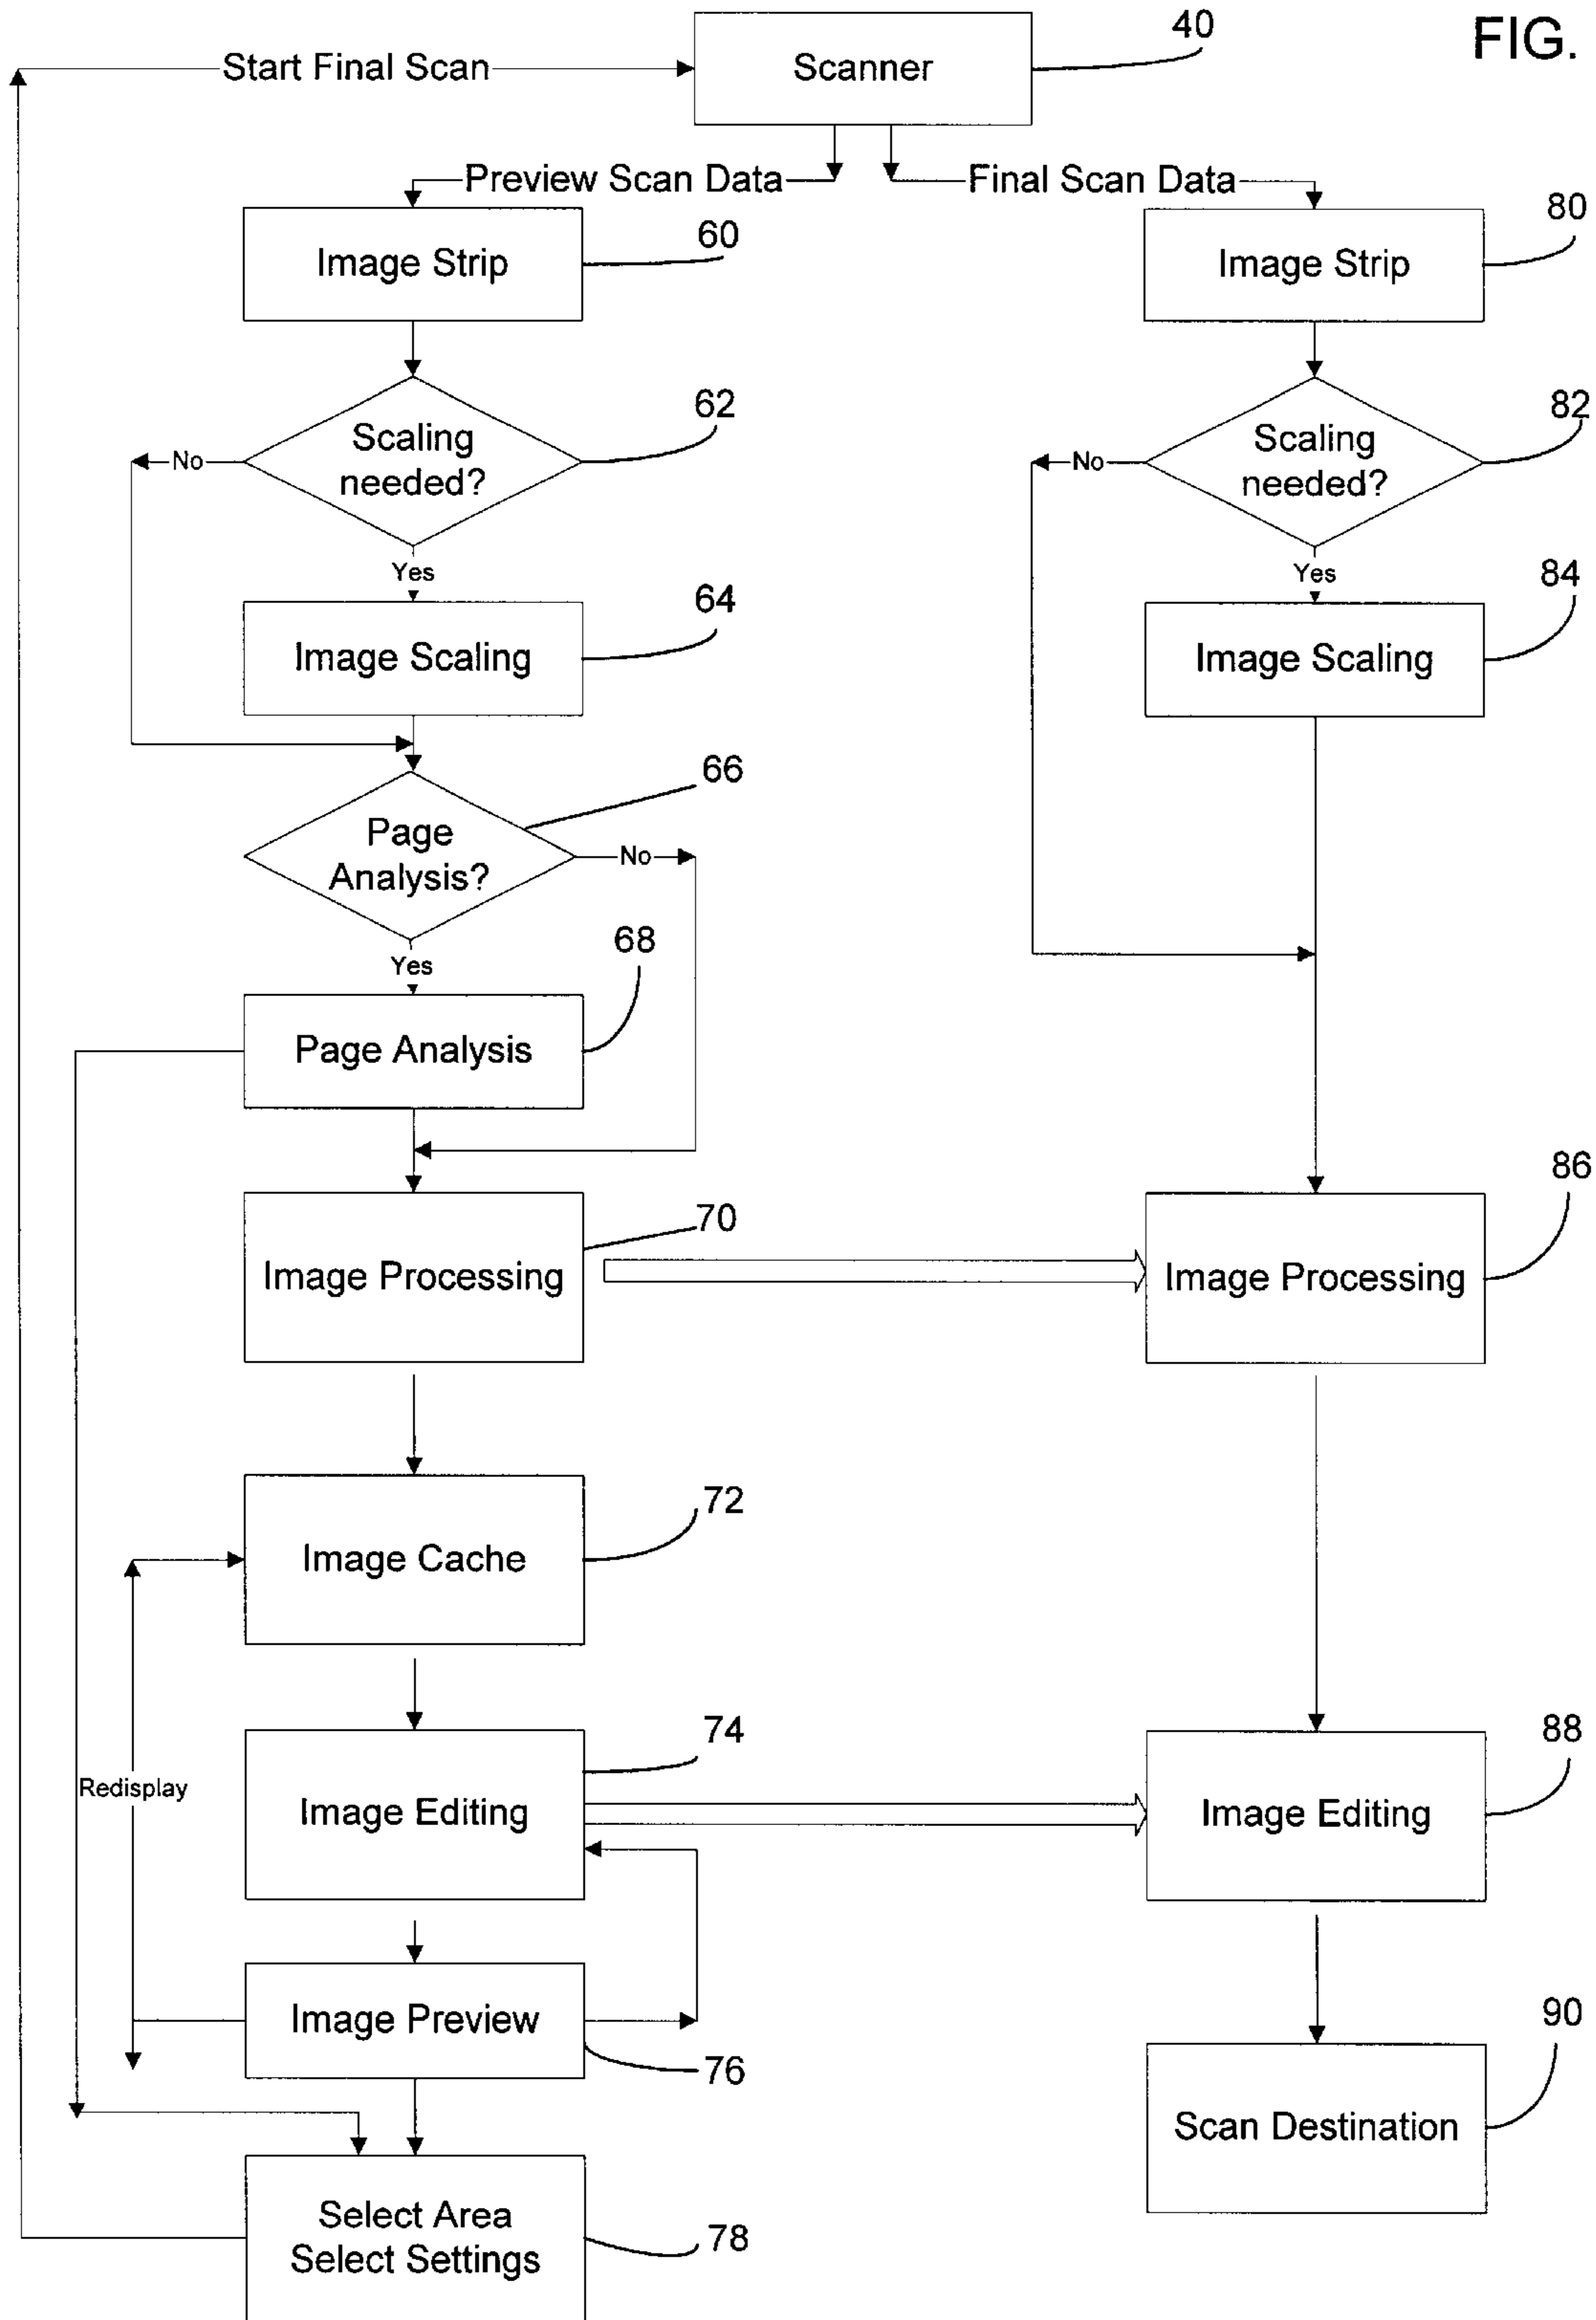 FIG.
40
Start Final Scan
Scanner
Preview Scan Data
Final Scan Data
60
80
Image Strip
Image Strip
62
82
Scaling
needed?
No
Scaling
needed?
No
Yes
Yes
64
84
Image Scaling
Image Scaling
66
Page
Analysis?
No
Yes
68
Page Analysis
70
86
Image Processing
Image Processing
72
Image Cache
74
88
Redisplay
Image Editing
Image Editing
Image Preview
76
90
Scan Destination
Select Area
Select Settings
78